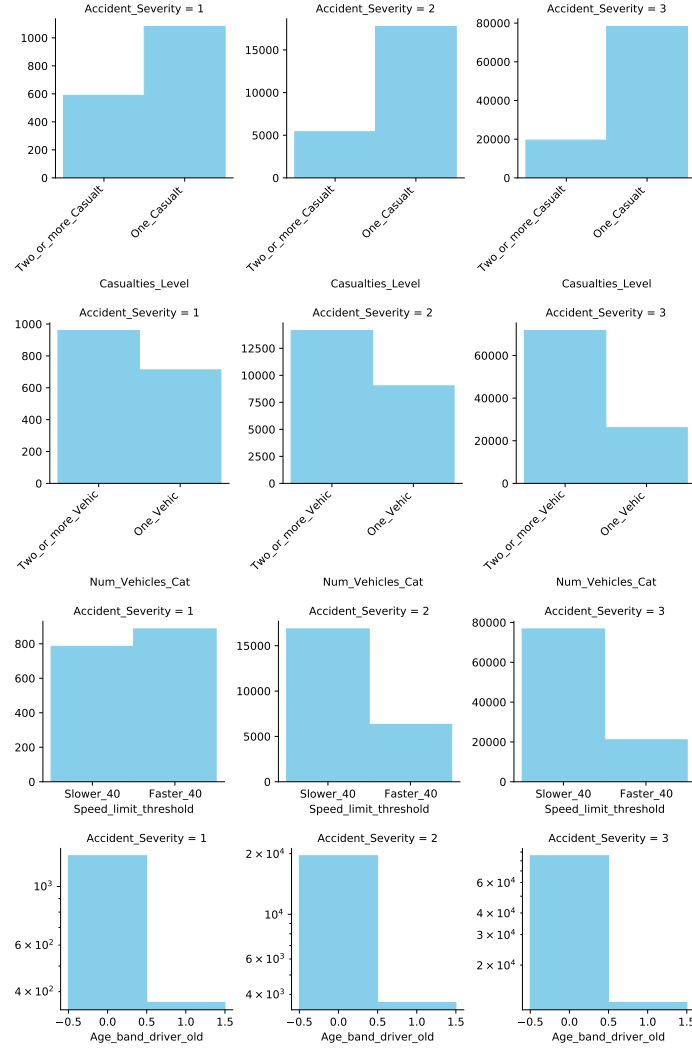 Accident_Severity = 1
Accident_Severity = 2
Accident_Severity = 3
1000
800
600
400
200
0
15000
10000
5000
0
80000
60000
40000
20000
0
Two_or_more_Casualt
One_Casualt
Two_or_more_Casualt
One_Casualt
Two_or_more_Casualt
One_Casualt
Casualties_Level
Casualties_Level
Casualties_Level
Accident_Severity = 1
Accident_Severity = 2
Accident_Severity = 3
1000
800
600
400
200
0
12500
10000
7500
5000
2500
0
60000
40000
20000
0
Two_or_more_Vehic
One_Vehic
Two_or_more_Vehic
One_Vehic
Two_or_more_Vehic
One_Vehic
Num_Vehicles_Cat
Num_Vehicles_Cat
Num_Vehicles_Cat
Accident_Severity = 1
Accident_Severity = 2
Accident_Severity = 3
800
600
400
200
0
15000
10000
5000
0
80000
60000
40000
20000
0
Slower_40
Faster_40
Slower_40
Faster_40
Slower_40
Faster_40
Speed_limit_threshold
Speed_limit_threshold
Speed_limit_threshold
Accident_Severity = 1
Accident_Severity = 2
Accident_Severity = 3
10³
6 × 10²
4 × 10²
2 × 10⁴
10⁴
6 × 10³
4 × 10³
6 × 10⁴
4 × 10⁴
3 × 10⁴
2 × 10⁴
−0.5 0.0 0.5 1.0 1.5
−0.5 0.0 0.5 1.0 1.5
−0.5 0.0 0.5 1.0 1.5
Age_band_driver_old
Age_band_driver_old
Age_band_driver_old